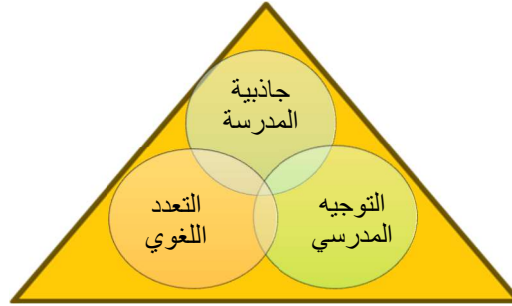 جاذبية
المدرسة
التوجيه
المدرسي
التعدد
اللغوي